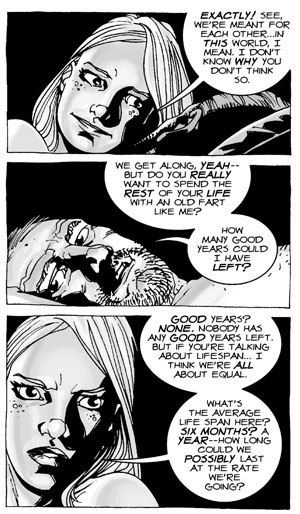 EXACTLY! SEE,
WE'RE MEANT FOR
EACH OTHER...IN
THIS WORLD, I
MEAN. I DON'T
KNOW WHY YOU
DON'T THINK
SO.
WE GET ALONG, YEAH--
BUT DO YOU REALLY
WANT TO SPEND THE
REST OF YOUR LIFE
WITH AN OLD FART
LIKE ME?
HOW
MANY GOOD
YEARS COULD
I HAVE
LEFT?
GOOD YEARS?
NONE. NOBODY HAS
ANY GOOD YEARS LEFT.
BUT IF YOU'RE TALKING
ABOUT LIFESPAN... I
THINK WE'RE ALL
ABOUT EQUAL.
WHAT'S
THE AVERAGE
LIFE SPAN HERE?
SIX MONTHS? A
YEAR--HOW LONG
COULD WE
POSSIBLY LAST
AT THE RATE
WE'RE
GOING?